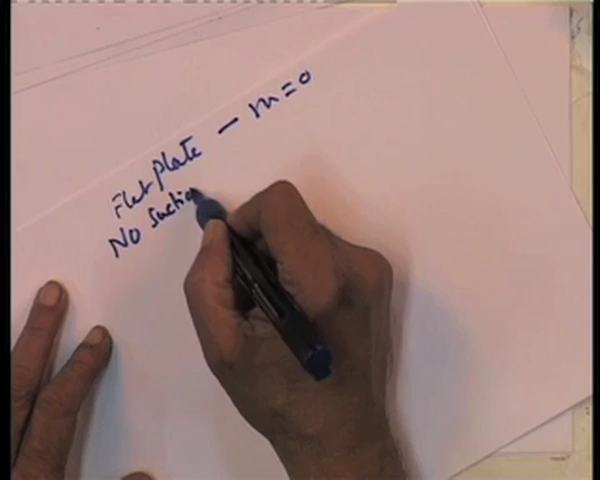 Flat plate – m=0
NO Suction